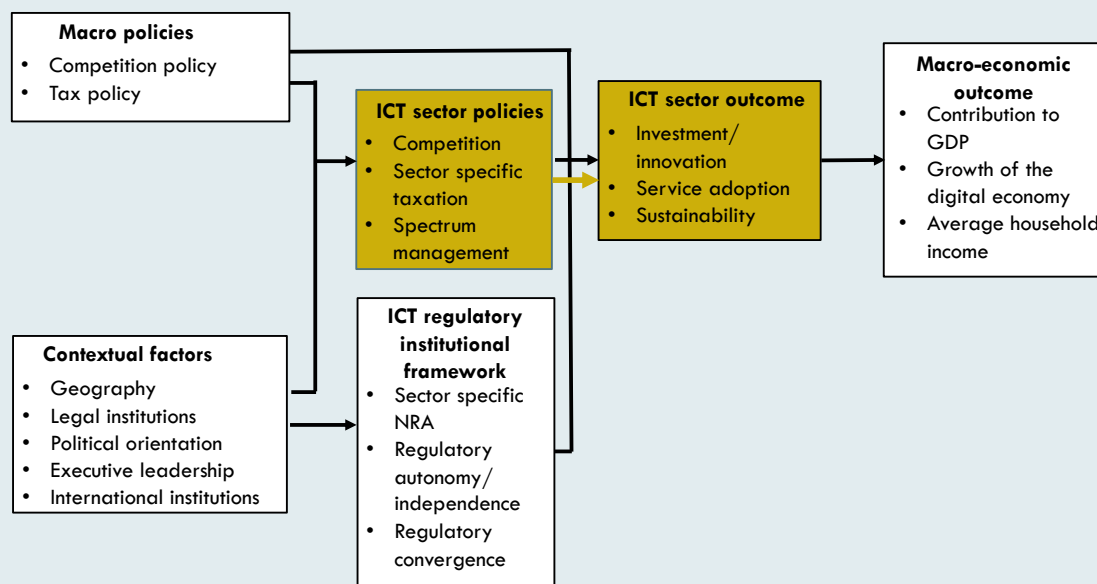 Macro policies
• Competition policy
• Tax policy
ICT sector policies
• Competition
• Sector specific
taxation
• Spectrum
management
ICT sector outcome
• Investment/
innovation
• Service adoption
• Sustainability
Macro-economic
outcome
• Contribution to
GDP
• Growth of the
digital economy
• Average household
income
Contextual factors
• Geography
• Legal institutions
• Political orientation
• Executive leadership
• International institutions
ICT regulatory
institutional
framework
• Sector specific
NRA
• Regulatory
autonomy/
independence
• Regulatory
convergence